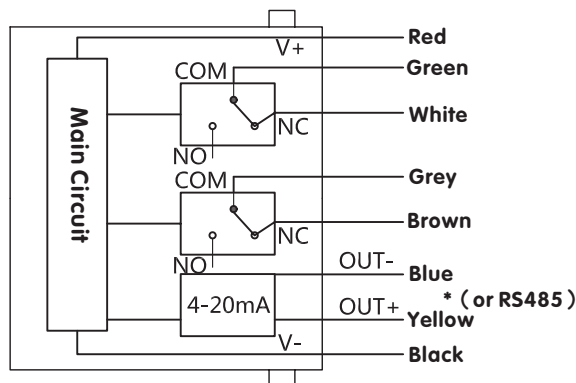 V+ Red
COM Green
Main Circuit
NC White
NO
COM Grey
NC Brown
NO
OUT- Blue
4-20mA
* (or RS485)
OUT+ Yellow
V- Black